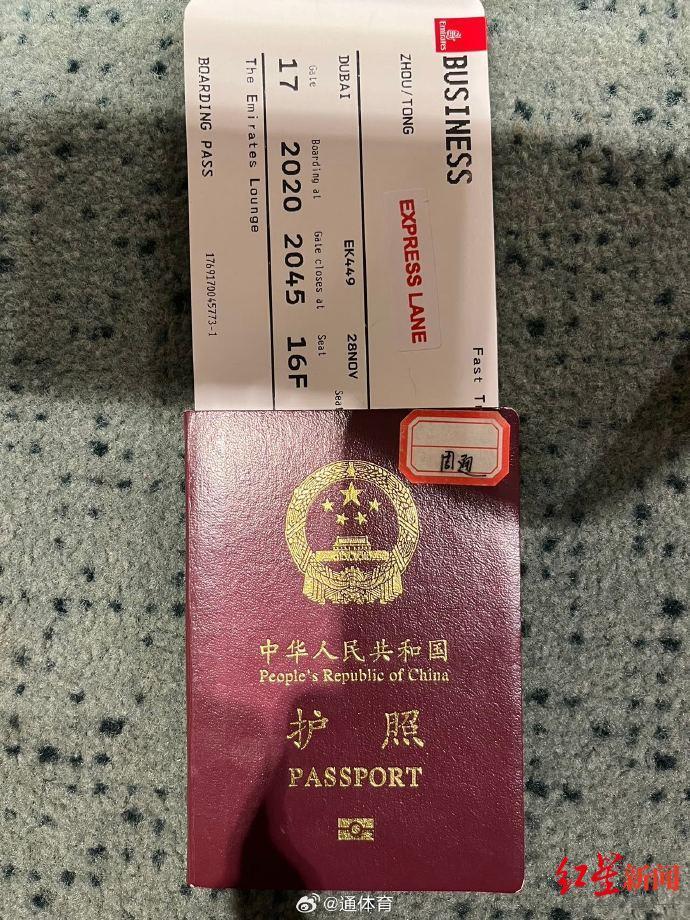 Emirates
BUSINESS
ZHOU/TONG
EXPRESS LANE
Fast
DUBAI
EK449
28NOV
Gate
Boarding at
Gate closes at
Seat
17
2020
2045
16F
The Emirates Lounge
BOARDING PASS
1769170045773-1
周通
中华人民共和国
People's Republic of China
护照
PASSPORT
红星新闻
@通体育